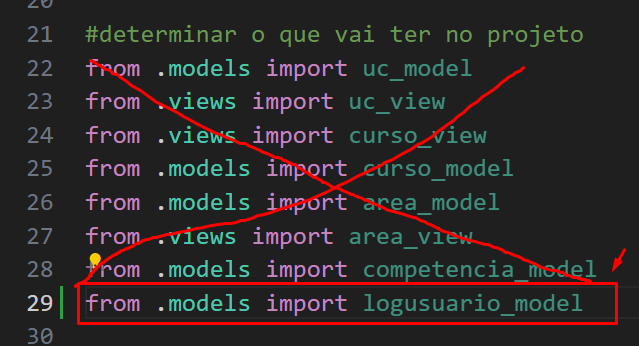 20
21 #determinar o que vai ter no projeto
22 from .models import uc_model
23 from .views import uc_view
24 from .views import curso_view
25 from .models import curso_model
26 from .models import area_model
27 from .views import area_view
28 from .models import competencia_model
29 from .models import logusuario_model
30